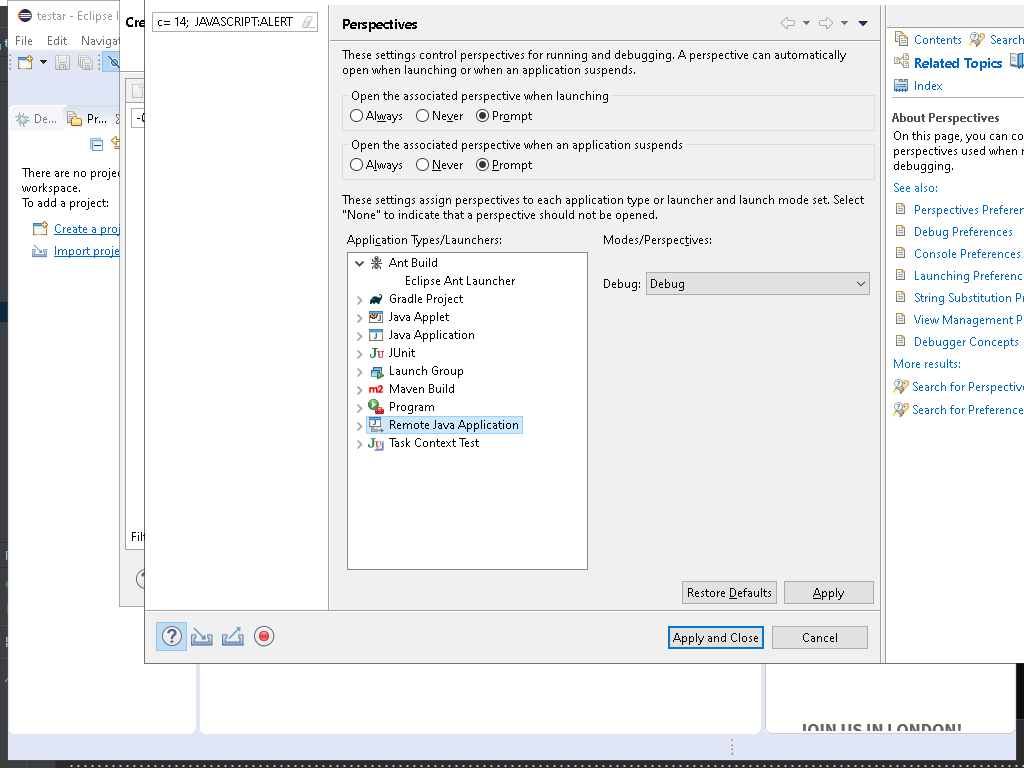 testar - Eclipse I
File Edit Navigat
De...
Pr...
There are no projec
workspace.
To add a project:
Create a proj
Import proje
Cre
Filt
c= 14; JAVASCRIPT:ALERT
Perspectives
These settings control perspectives for running and debugging. A perspective can automatically
open when launching or when an application suspends.
Open the associated perspective when launching
Always Never Prompt
Open the associated perspective when an application suspends
Always Never Prompt
These settings assign perspectives to each application type or launcher and launch mode set. Select
"None" to indicate that a perspective should not be opened.
Application Types/Launchers:
Modes/Perspectives:
Ant Build
Eclipse Ant Launcher
Gradle Project
Java Applet
Java Application
JUnit
Launch Group
Maven Build
Program
Remote Java Application
Task Context Test
Debug: Debug
Restore Defaults
Apply
Apply and Close
Cancel
Contents
Search
Related Topics
Index
About Perspectives
On this page, you can co
perspectives used when r
debugging.
See also:
Perspectives Preferen
Debug Preferences
Console Preferences
Launching Preferenc
String Substitution P
View Management P
Debugger Concepts
More results:
Search for Perspective
Search for Preference
JOIN US IN LONDON!